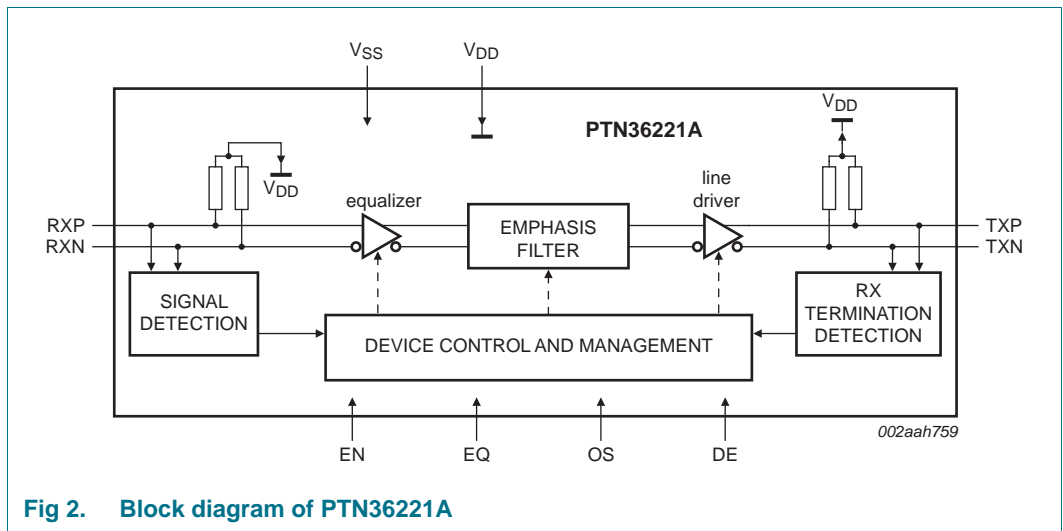 VSS
VDD
PTN36221A
VDD
VDD
equalizer
line
driver
RXP
RXN
EMPHASIS
FILTER
TXP
TXN
SIGNAL
DETECTION
RX
TERMINATION
DETECTION
DEVICE CONTROL AND MANAGEMENT
EN
EQ
OS
DE
002aah759
Fig 2. Block diagram of PTN36221A